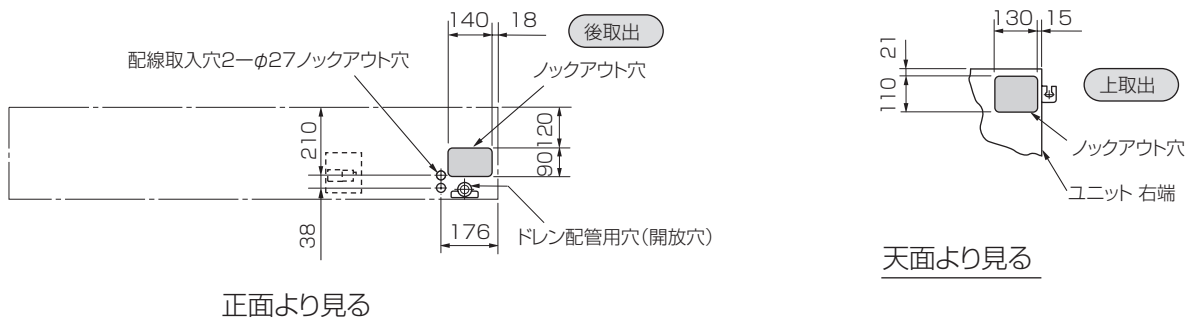 140
18
後取出
配線取入穴2ーφ27ノックアウト穴
ノックアウト穴
210
120
90
38
176
ドレン配管用穴(開放穴)
正面より見る
130
15
21
110
上取出
ノックアウト穴
ユニット 右端
天面より見る